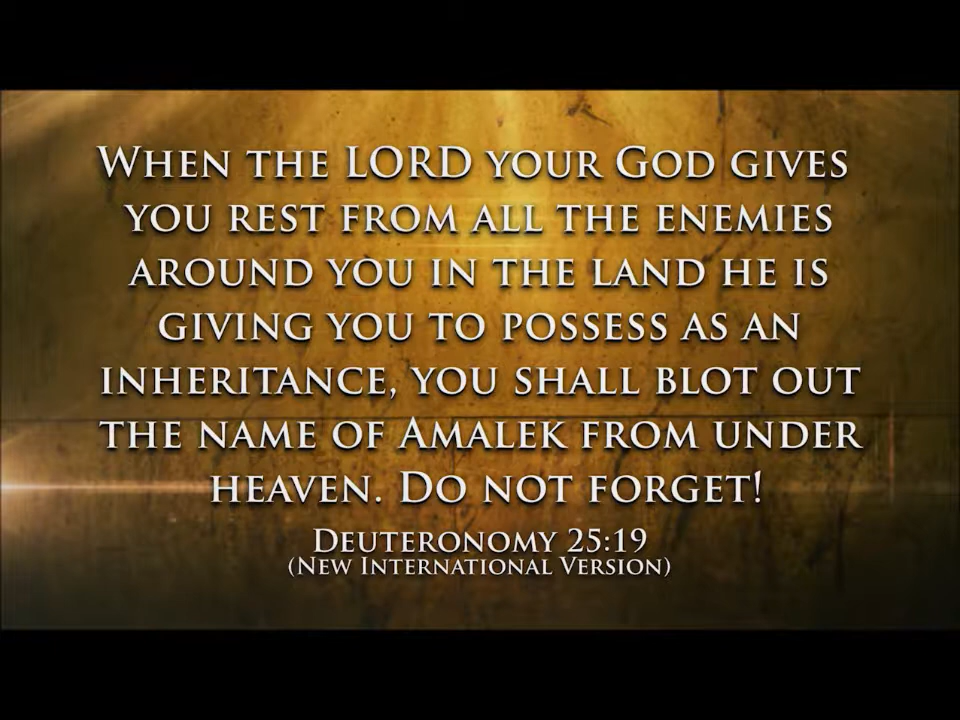 When the LORD your God gives
you rest from all the enemies
around you in the land he is
giving you to possess as an
inheritance, you shall blot out
the name of Amalek from under
heaven. Do not forget!
Deuteronomy 25:19
(New International Version)